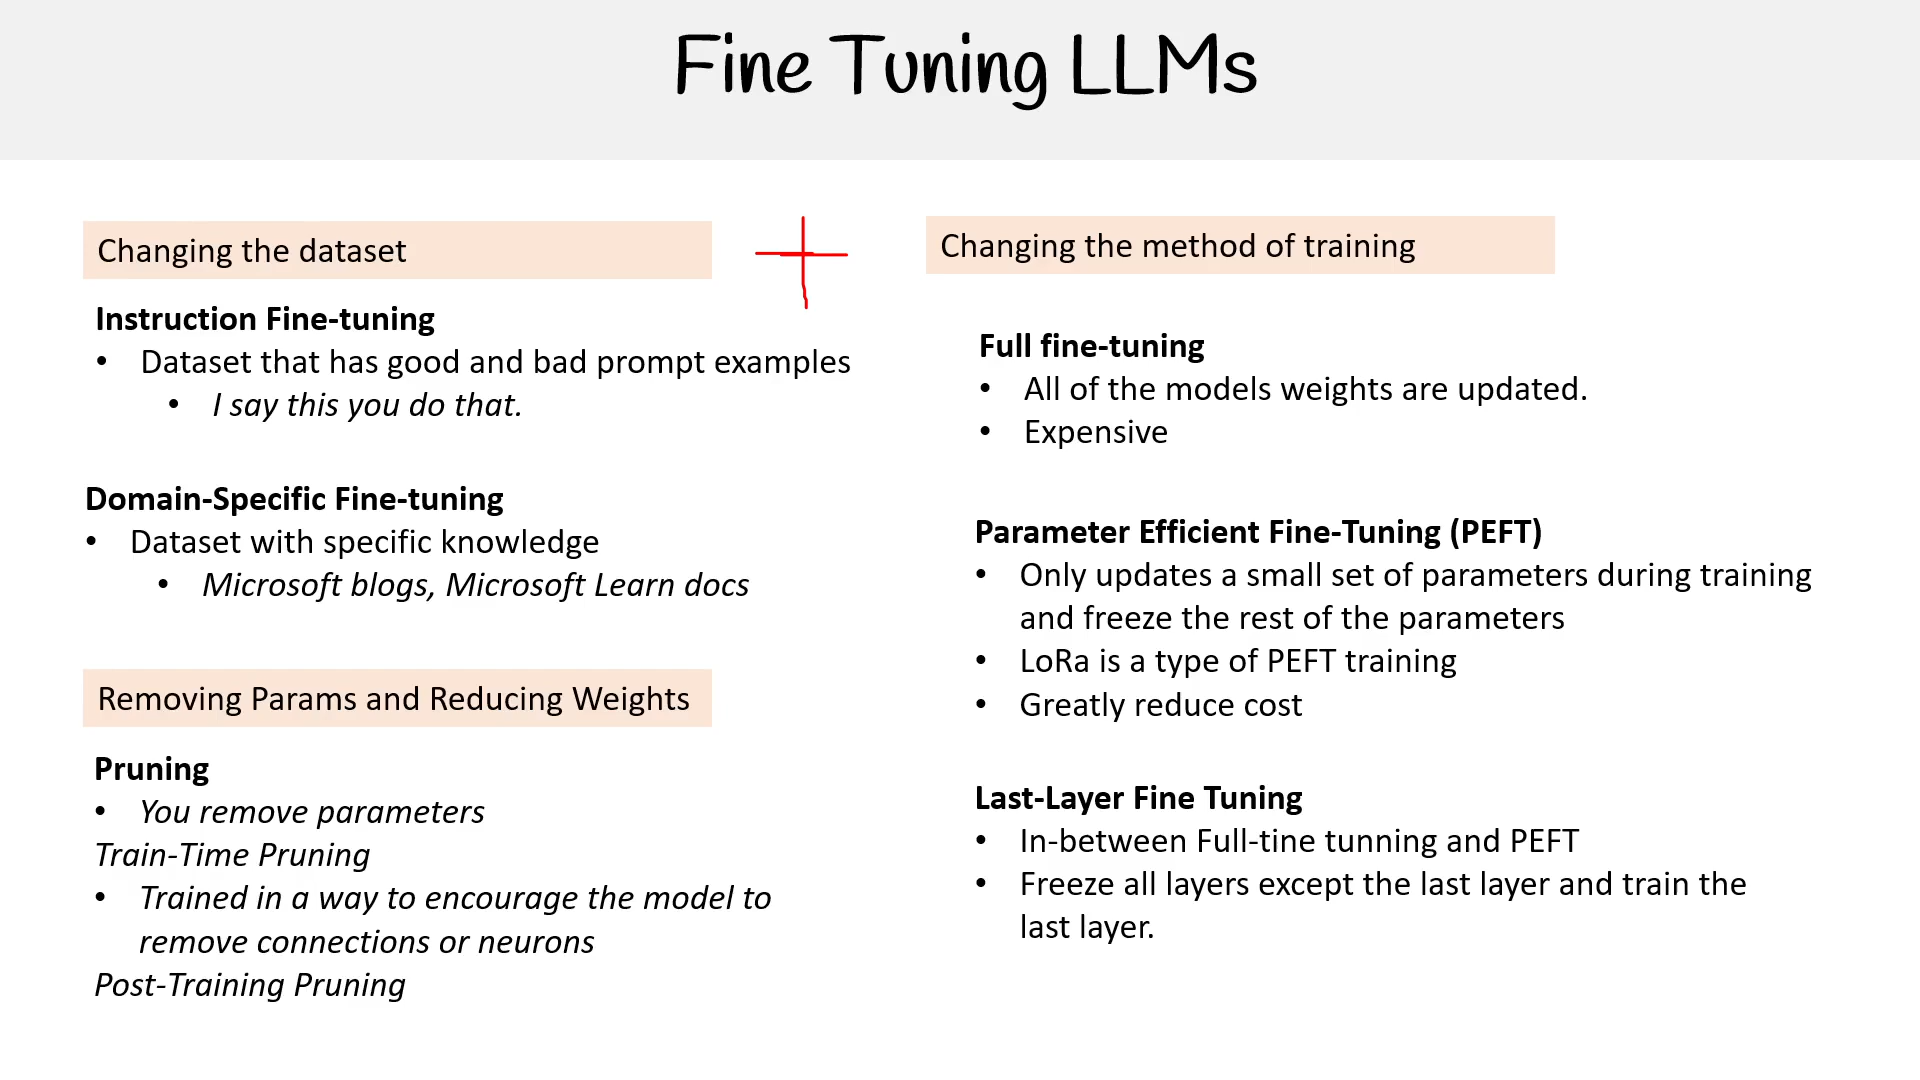 Fine Tuning LLMs
Changing the dataset
Instruction Fine-tuning
• Dataset that has good and bad prompt examples
• I say this you do that.
Domain-Specific Fine-tuning
• Dataset with specific knowledge
• Microsoft blogs, Microsoft Learn docs
Removing Params and Reducing Weights
Pruning
• You remove parameters
Train-Time Pruning
• Trained in a way to encourage the model to
remove connections or neurons
Post-Training Pruning
Changing the method of training
Full fine-tuning
• All of the models weights are updated.
• Expensive
Parameter Efficient Fine-Tuning (PEFT)
• Only updates a small set of parameters during training
and freeze the rest of the parameters
• LoRa is a type of PEFT training
• Greatly reduce cost
Last-Layer Fine Tuning
• In-between Full-tine tunning and PEFT
• Freeze all layers except the last layer and train the
last layer.